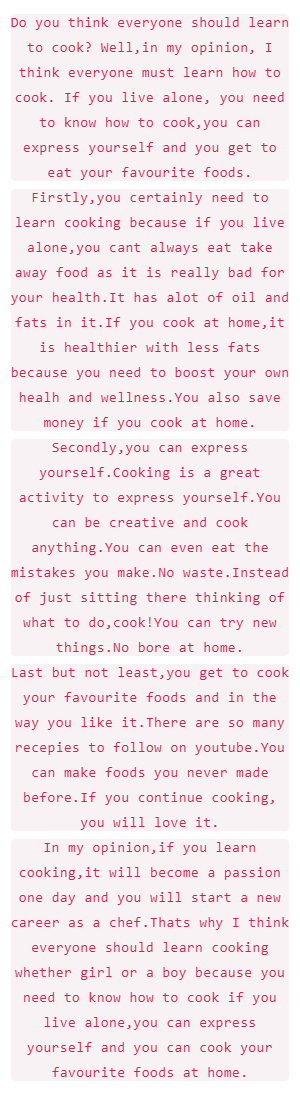 Do you think everyone should learn
to cook? Well,in my opinion, I
think everyone must learn how to
cook. If you live alone, you need
to know how to cook,you can
express yourself and you get to
eat your favourite foods.
Firstly,you certainly need to
learn cooking because if you live
alone,you cant always eat take
away food as it is really bad for
your health.It has alot of oil and
fats in it.If you cook at home,it
is healthier with less fats
because you need to boost your own
healh and wellness.You also save
money if you cook at home.
Secondly,you can express
yourself.Cooking is a great
activity to express yourself.You
can be creative and cook
anything.You can even eat the
mistakes you make.No waste.Instead
of just sitting there thinking of
what to do,cook!You can try new
things.No bore at home.
Last but not least,you get to cook
your favourite foods and in the
way you like it.There are so many
recepies to follow on youtube.You
can make foods you never made
before.If you continue cooking,
you will love it.
In my opinion,if you learn
cooking,it will become a passion
one day and you will start a new
career as a chef.Thats why I think
everyone should learn cooking
whether girl or a boy because you
need to know how to cook if you
live alone,you can express
yourself and you can cook your
favourite foods at home.